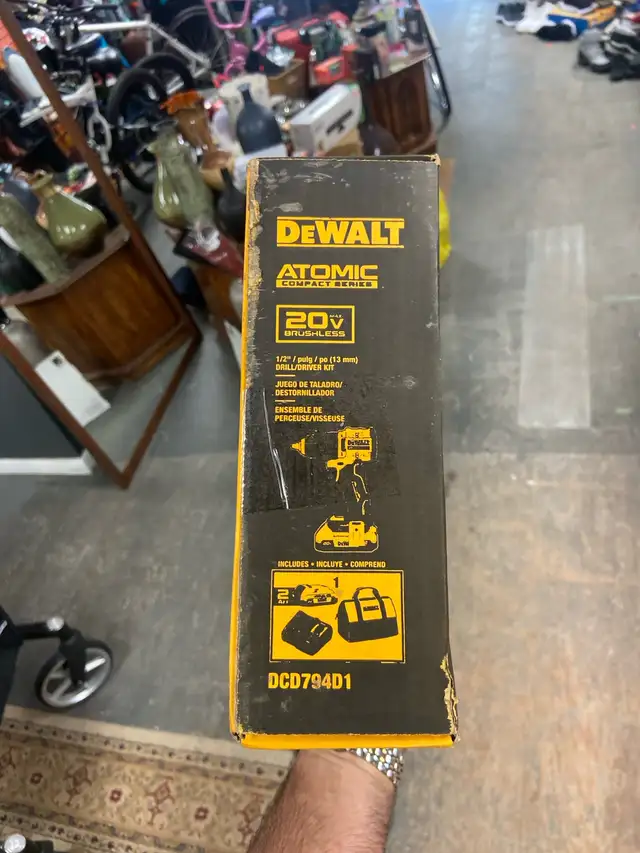 DEWALT
ATOMIC
COMPACT SERIES
20V MAX
BRUSHLESS
1/2" / pulg / po (13 mm)
DRILL/DRIVER KIT
JUEGO DE TALADRO/
DESTORNILLADOR
ENSEMBLE DE
PERCEUSE/VISSEUSE
DEWALT
INCLUDES • INCLUYE • COMPREND
1
2
DCD794D1